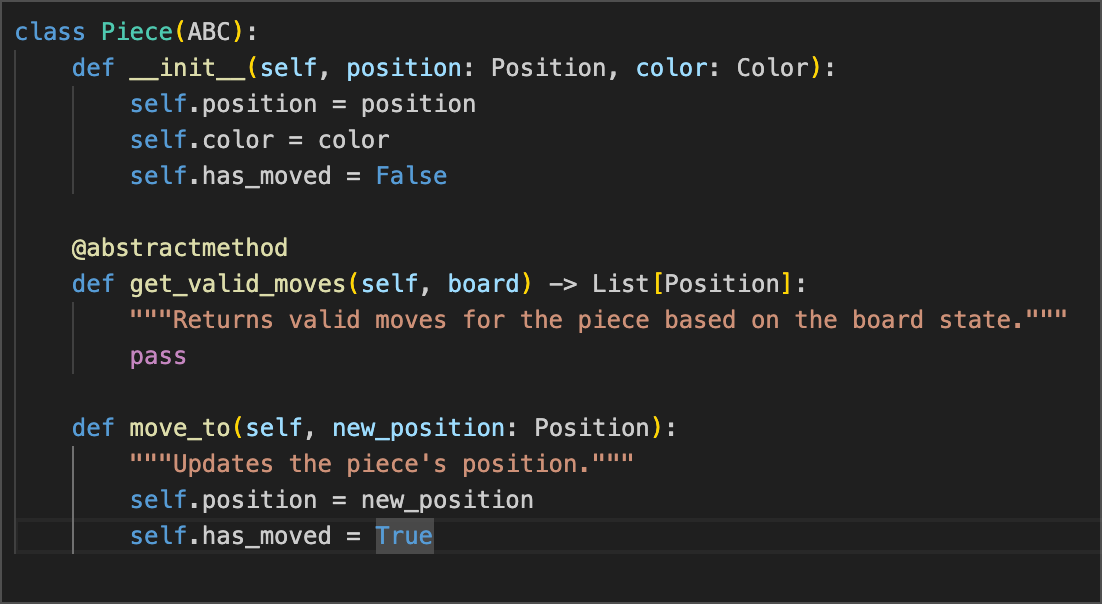 class Piece(ABC):
    def __init__(self, position: Position, color: Color):
        self.position = position
        self.color = color
        self.has_moved = False

    @abstractmethod
    def get_valid_moves(self, board) -> List[Position]:
        """Returns valid moves for the piece based on the board state."""
        pass

    def move_to(self, new_position: Position):
        """Updates the piece's position."""
        self.position = new_position
        self.has_moved = True